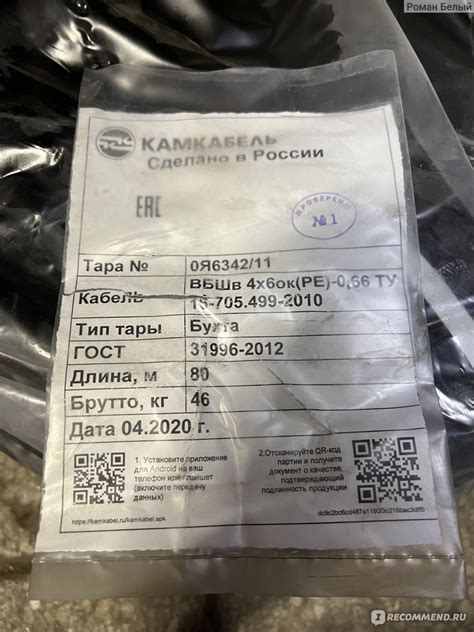 Роман Белый
КАМКАБЕЛЬ
Сделано в России
ЕАС
ПРОВЕРЕНО
№1
Тара № 0Я6342/11
ВБШв 4х6ок(РЕ)-0,66 ТУ
Кабель 16-705.499-2010
Тип тары Бухта
ГОСТ 31996-2012
Длина, м 80
Брутто, кг 46
Дата 04.2020 г.
1. Установите приложение
для Android на ваш
телефон или планшет
(включите передачу
данных)
2.Отсканируйте QR-код
партии и получите
документ о качестве,
подтверждающий
подлинность продукции
https://kamkabel.ru/kamkabel.apk
I RECOMMEND.RU